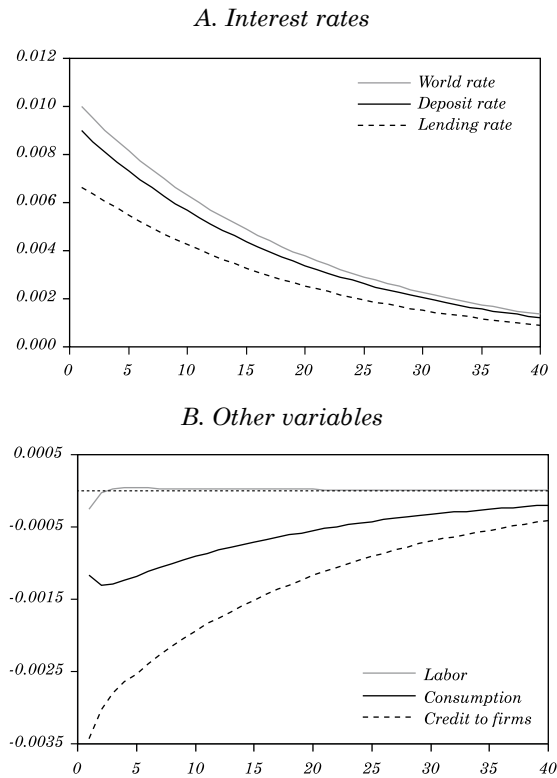 A. Interest rates
0.012
0.010
0.008
0.006
0.004
0.002
0.000
World rate
Deposit rate
Lending rate
0 5 10 15 20 25 30 35 40
B. Other variables
0.0005
-0.0005
-0.0015
-0.0025
-0.0035
Labor
Consumption
Credit to firms
0 5 10 15 20 25 30 35 40